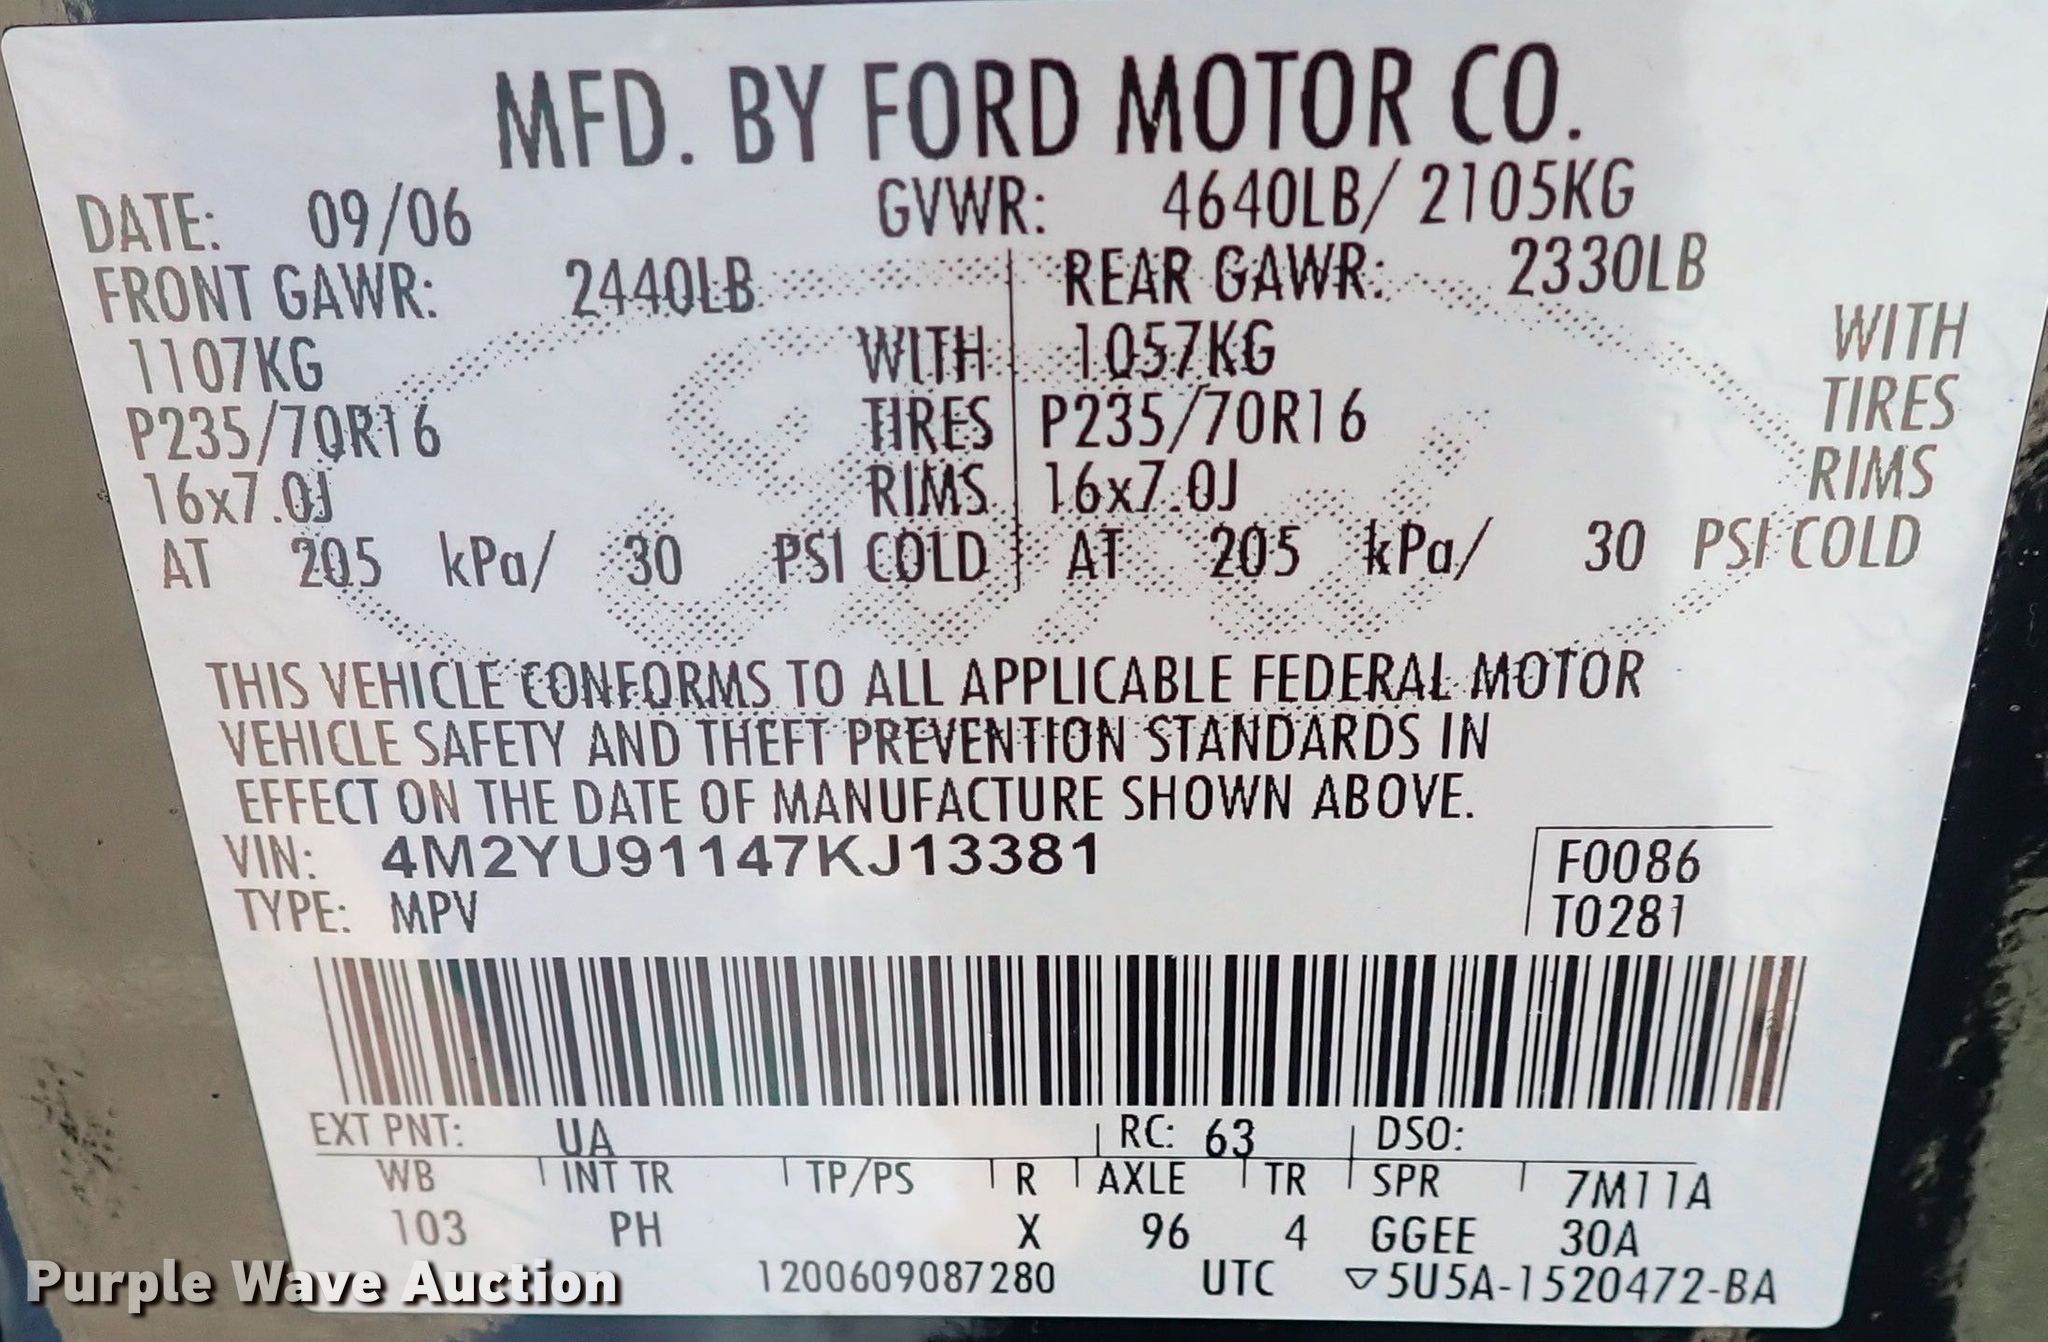 MFD. BY FORD MOTOR CO.
DATE: 09/06 GVWR: 4640LB/ 2105KG
FRONT GAWR: 2440LB REAR GAWR: 2330LB
1107KG WITH 1057KG WITH
P235/70R16 TIRES P235/70R16 TIRES
16x7.0J RIMS 16x7.0J RIMS
AT 205 kPa/ 30 PSI COLD AT 205 kPa/ 30 PSI COLD
THIS VEHICLE CONFORMS TO ALL APPLICABLE FEDERAL MOTOR
VEHICLE SAFETY AND THEFT PREVENTION STANDARDS IN
EFFECT ON THE DATE OF MANUFACTURE SHOWN ABOVE.
VIN: 4M2YU91147KJ13381 F0086
TYPE: MPV T0281
EXT PNT: UA RC: 63 DSO:
WB INT TR TP/PS R AXLE TR SPR 7M11A
103 PH X 96 4 GGEE 30A
1200609087280 UTC ▽5U5A-1520472-BA
Purple Wave Auction